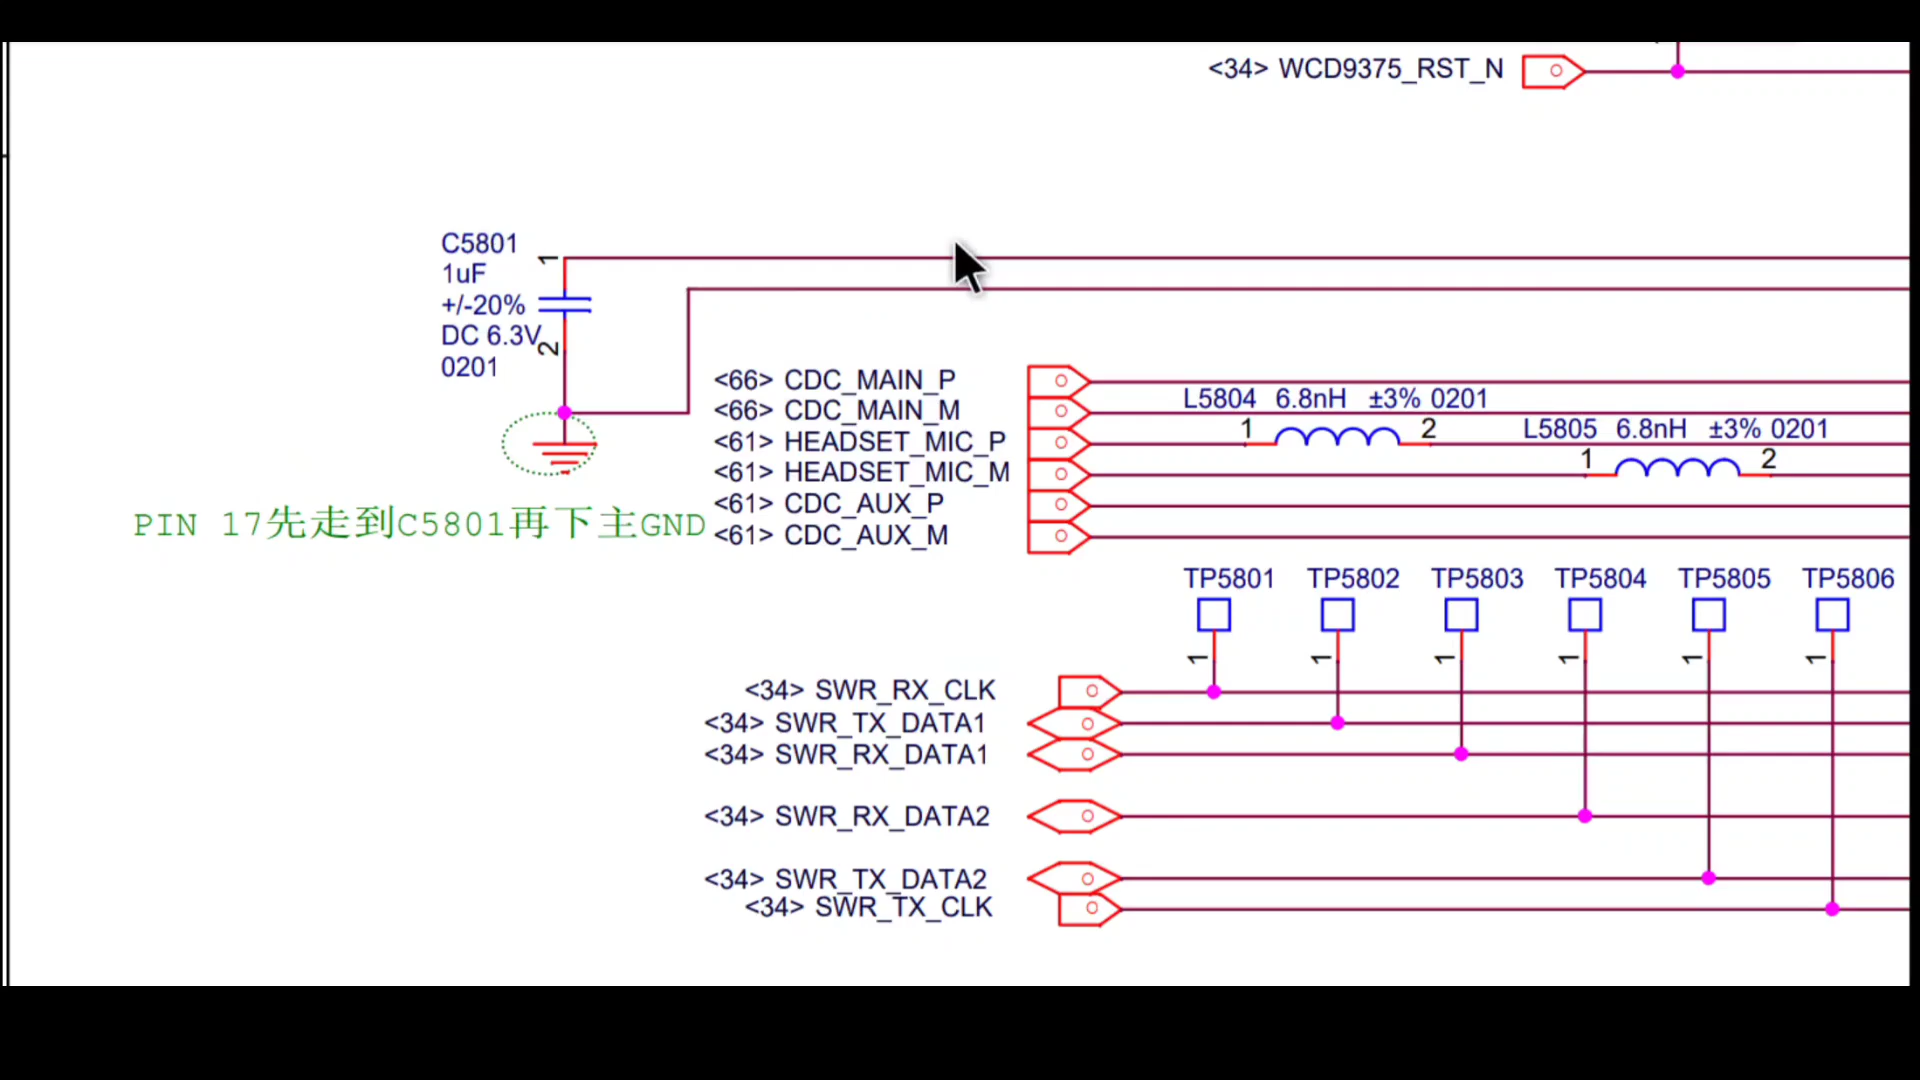 <34> WCD9375_RST_N
C5801
1
1uF
+/-20%
DC 6.3V
2
0201
<66> CDC_MAIN_P
L5804 6.8nH ±3% 0201
<66> CDC_MAIN_M
1 2
L5805 6.8nH ±3% 0201
<61> HEADSET_MIC_P
1 2
<61> HEADSET_MIC_M
<61> CDC_AUX_P
PIN 17先走到C5801再下主GND
<61> CDC_AUX_M
TP5801 TP5802 TP5803 TP5804 TP5805 TP5806
1 1 1 1 1 1
<34> SWR_RX_CLK
<34> SWR_TX_DATA1
<34> SWR_RX_DATA1
<34> SWR_RX_DATA2
<34> SWR_TX_DATA2
<34> SWR_TX_CLK